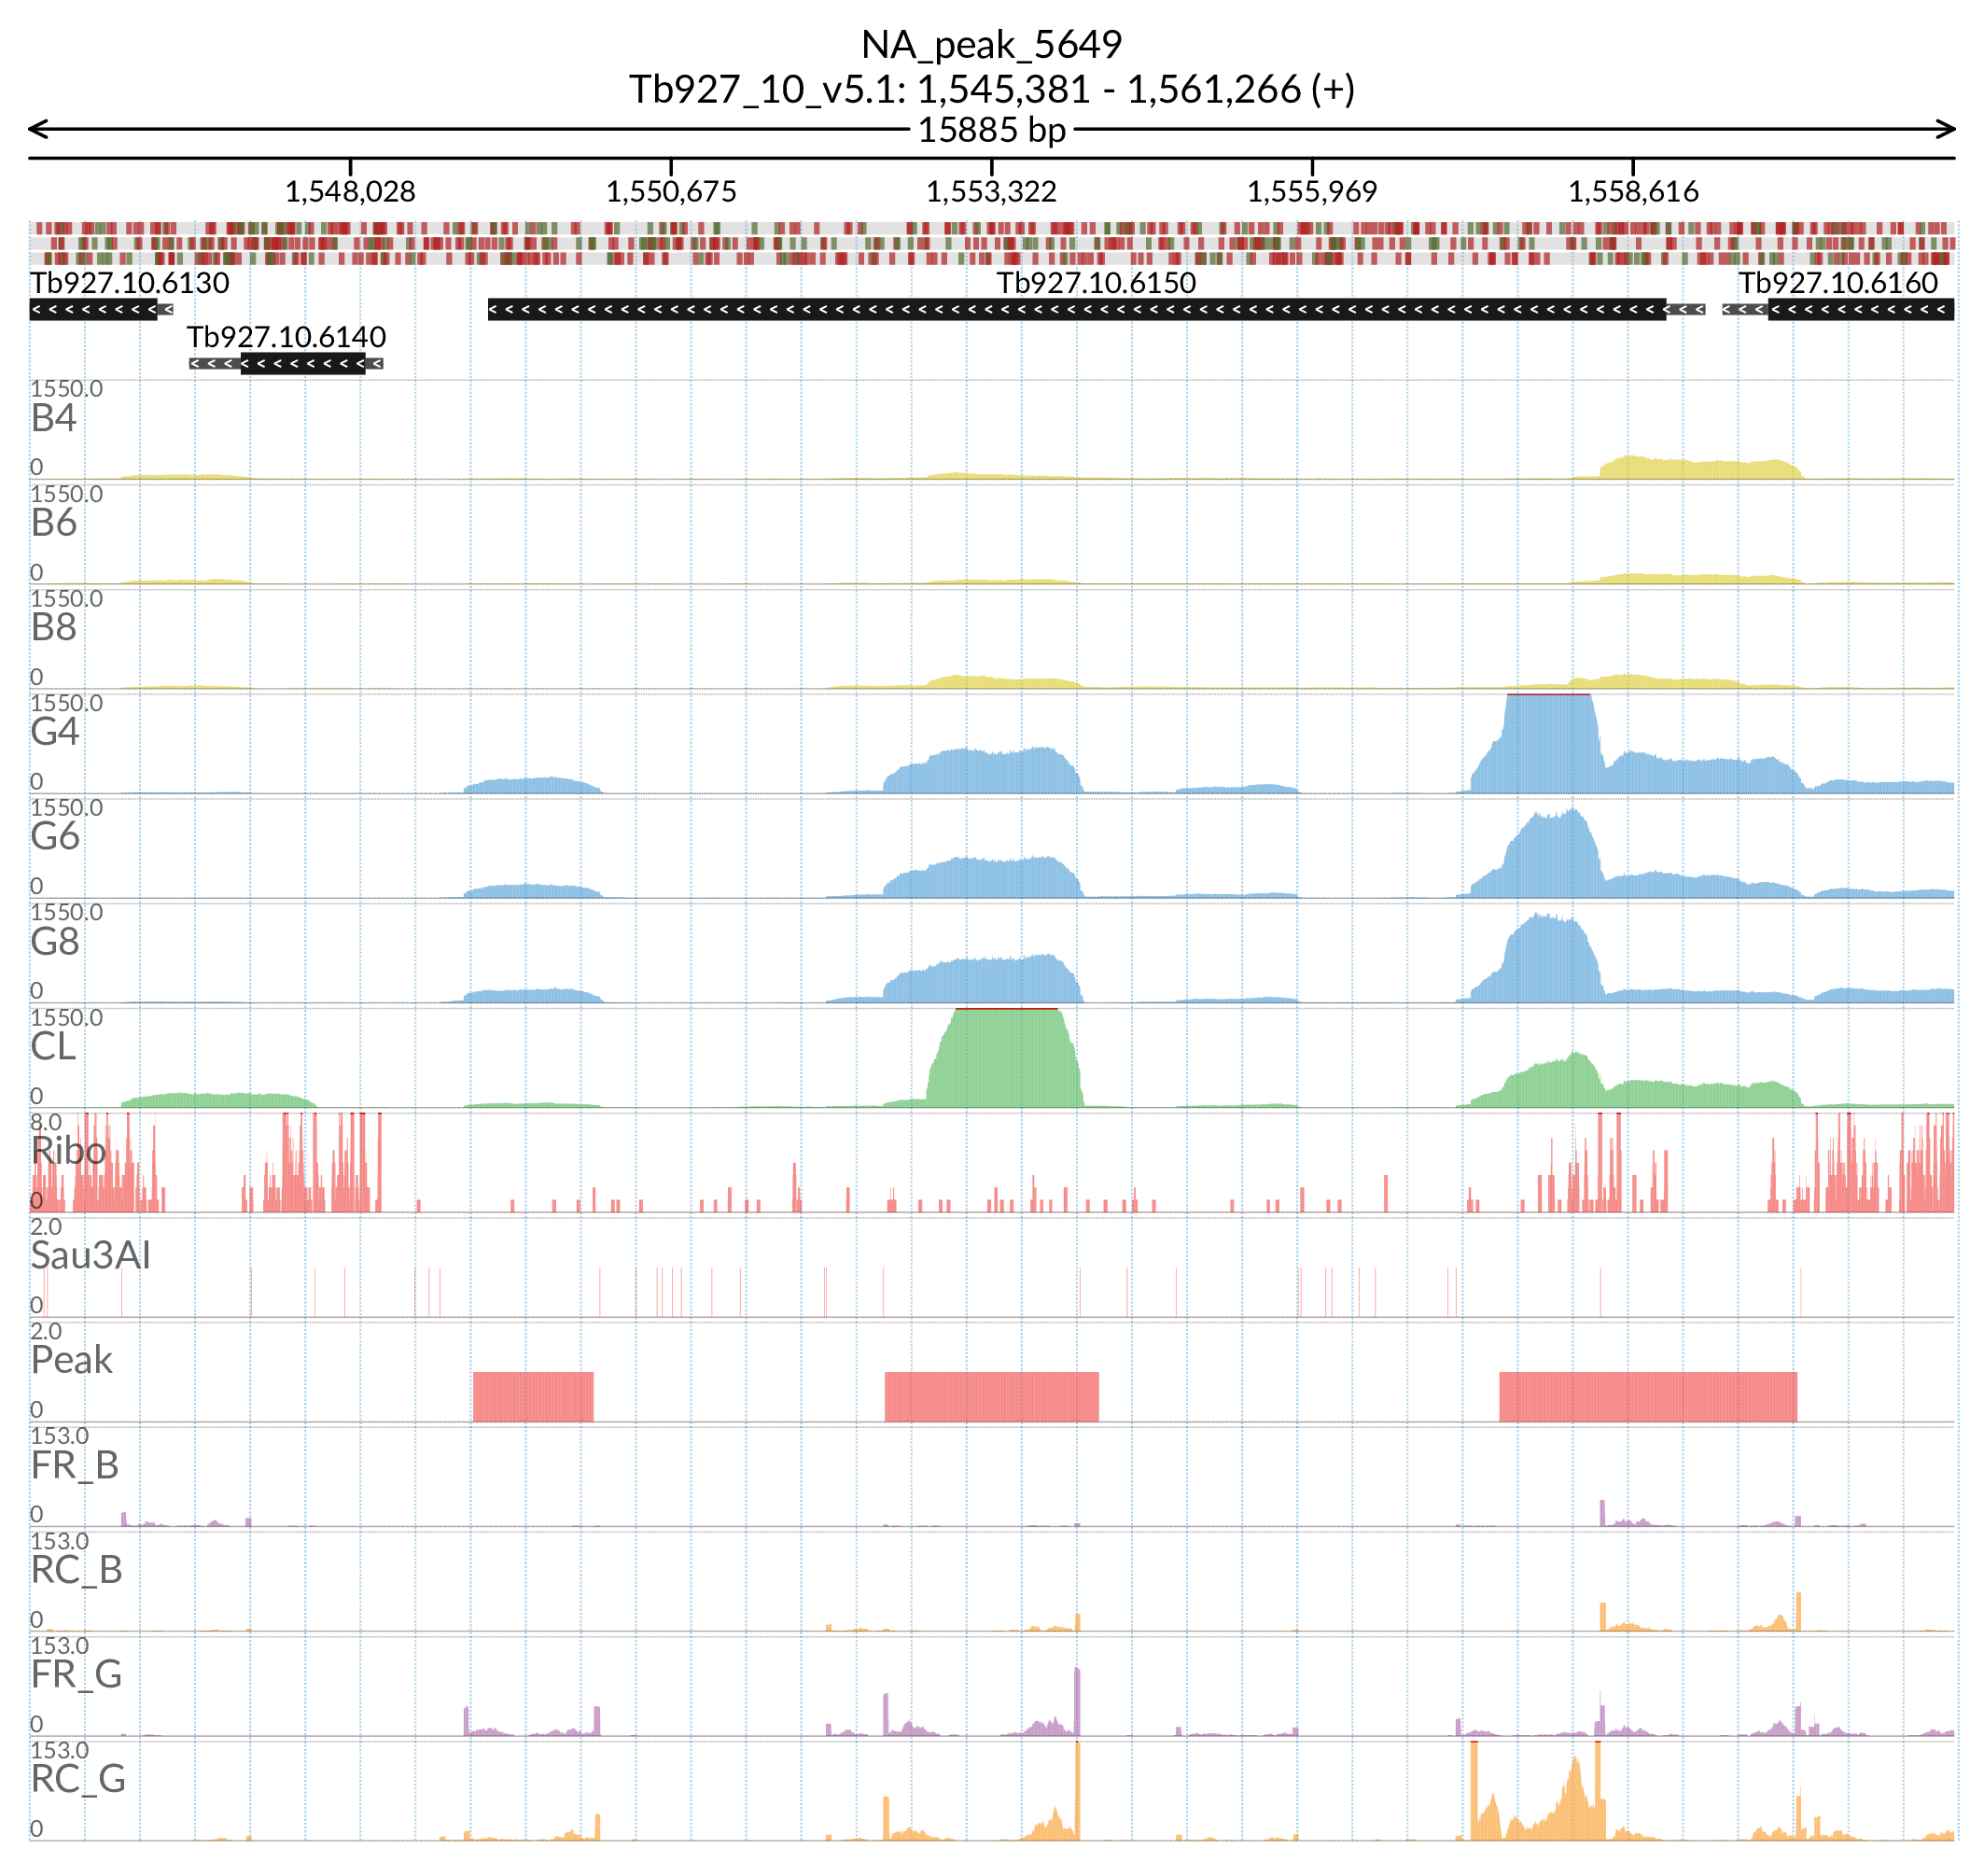 NA_peak_5649
Tb927_10_v5.1: 1,545,381 - 1,561,266 (+)
15885 bp
1,548,028 1,550,675 1,553,322 1,555,969 1,558,616
Tb927.10.6130 Tb927.10.6150 Tb927.10.6160
Tb927.10.6140
1550.0
B4
0
1550.0
B6
0
1550.0
B8
0
1550.0
G4
0
1550.0
G6
0
1550.0
G8
0
1550.0
CL
0
8.0
Ribo
0
2.0
Sau3AI
0
2.0
Peak
0
153.0
FR_B
0
153.0
RC_B
0
153.0
FR_G
0
153.0
RC_G
0